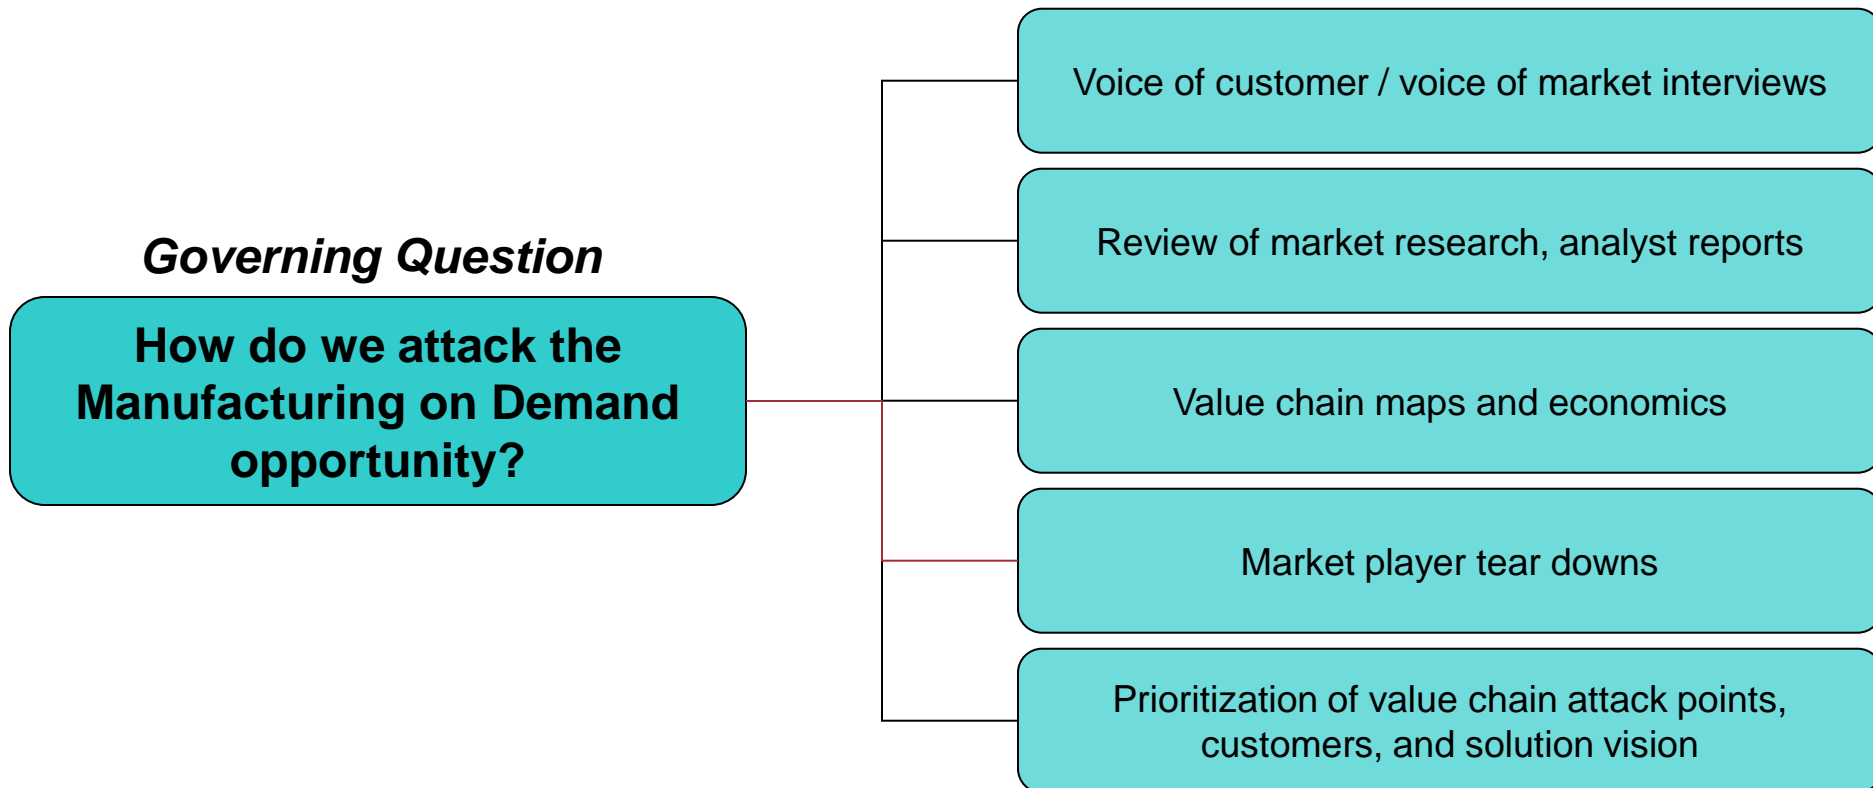 Governing Question
How do we attack the
Manufacturing on Demand
opportunity?
Voice of customer / voice of market interviews
Review of market research, analyst reports
Value chain maps and economics
Market player tear downs
Prioritization of value chain attack points,
customers, and solution vision